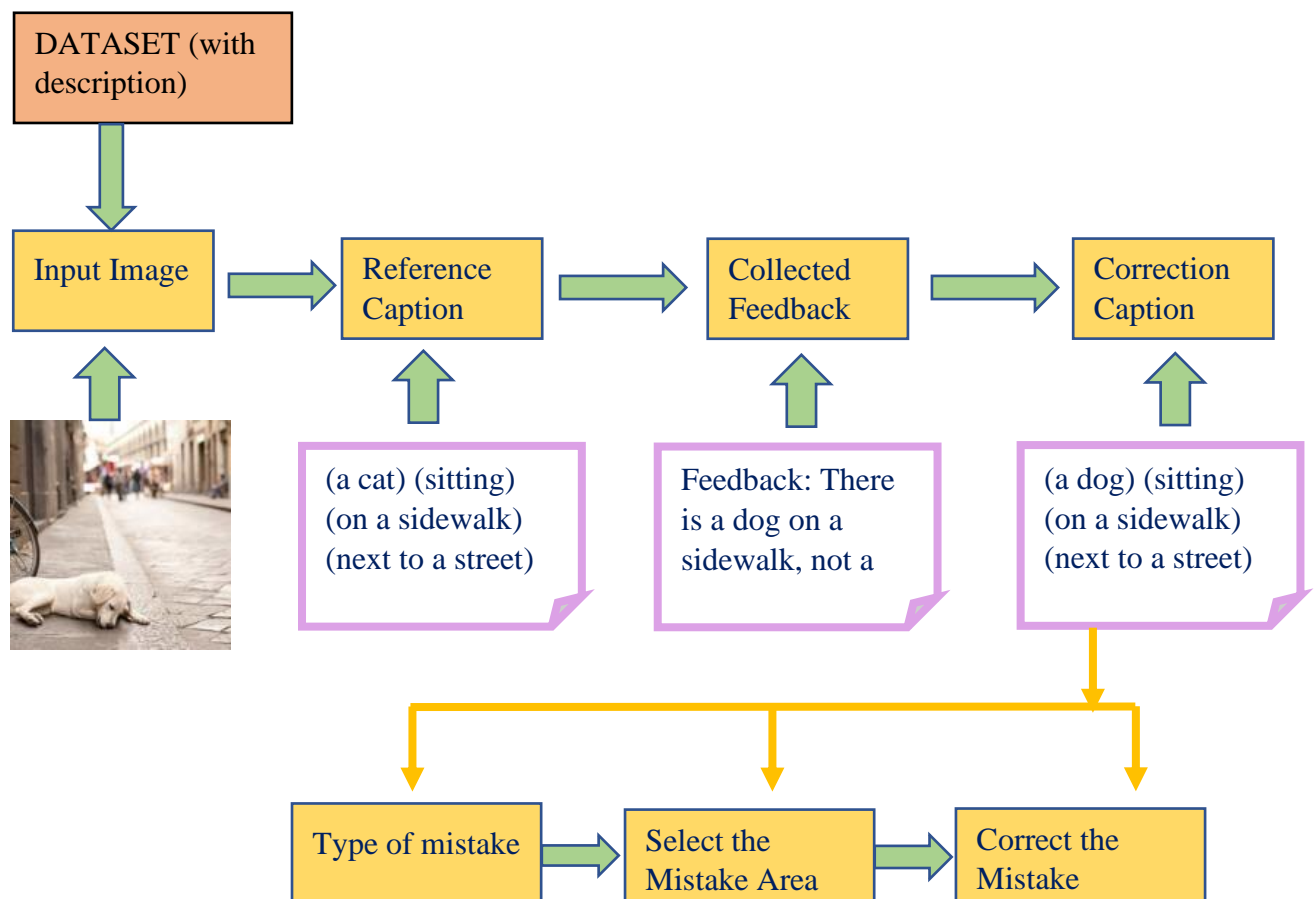 DATASET (with
description)
Input Image
Reference
Caption
Collected
Feedback
Correction
Caption
(a cat) (sitting)
(on a sidewalk)
(next to a street)
Feedback: There
is a dog on a
sidewalk, not a
(a dog) (sitting)
(on a sidewalk)
(next to a street)
Type of mistake
Select the
Mistake Area
Correct the
Mistake